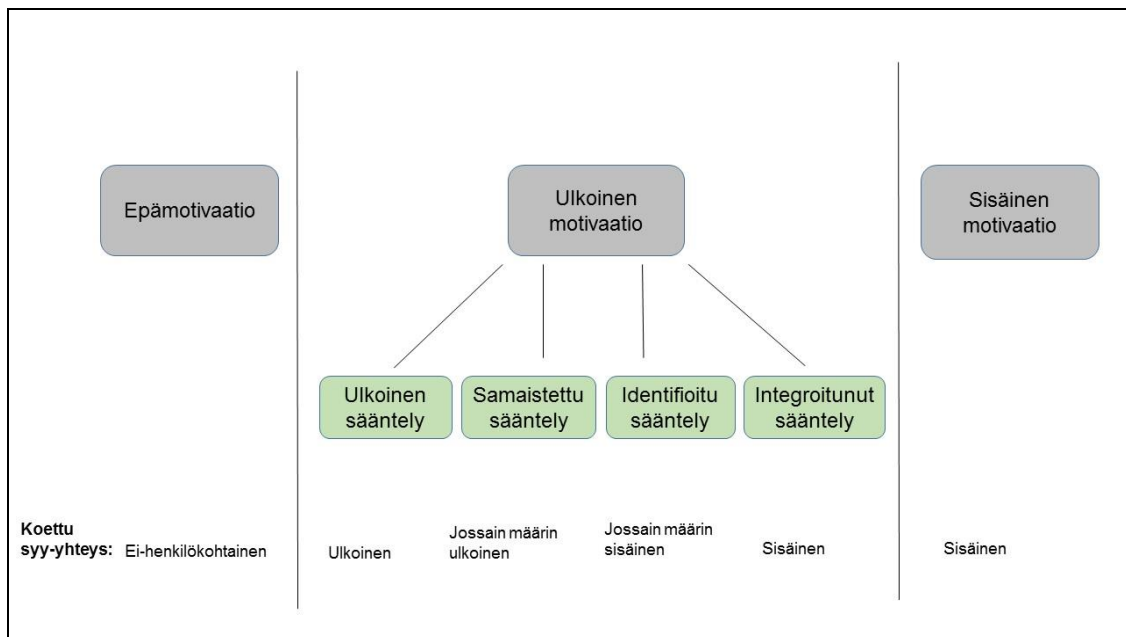 Epämotivaatio
Ulkoinen
motivaatio
Sisäinen
motivaatio
Ulkoinen
sääntely
Samaistettu
sääntely
Identifioitu
sääntely
Integroitunut
sääntely
Koettu
syy-yhteys:
Ei-henkilökohtainen
Ulkoinen
Jossain määrin
ulkoinen
Jossain määrin
sisäinen
Sisäinen
Sisäinen